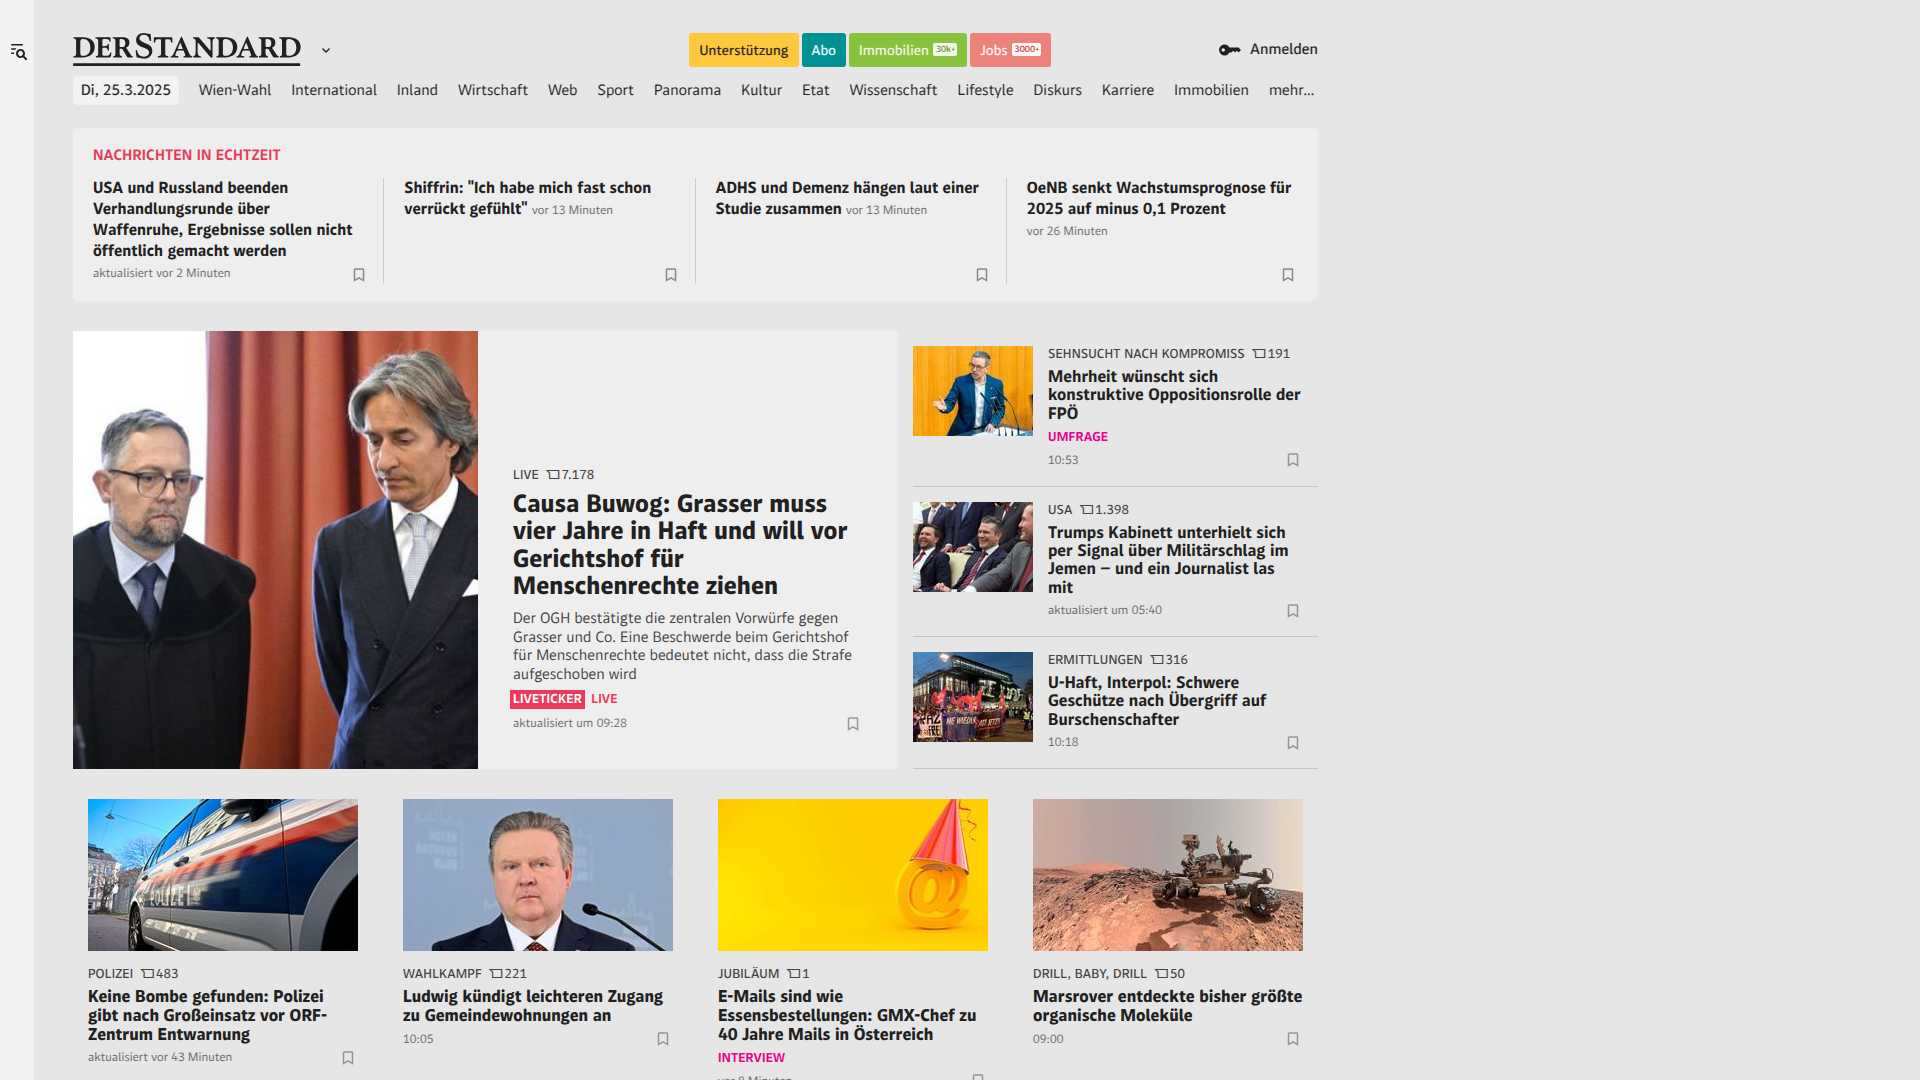 DERSTANDARD
Unterstützung
Abo
Immobilien 30k+
Jobs 3000+
Anmelden
Di, 25.3.2025
Wien-Wahl
International
Inland
Wirtschaft
Web
Sport
Panorama
Kultur
Etat
Wissenschaft
Lifestyle
Diskurs
Karriere
Immobilien
mehr...
NACHRICHTEN IN ECHTZEIT
USA und Russland beenden
Verhandlungsrunde über
Waffenruhe, Ergebnisse sollen nicht
öffentlich gemacht werden
aktualisiert vor 2 Minuten
Shiffrin: "Ich habe mich fast schon
verrückt gefühlt" vor 13 Minuten
ADHS und Demenz hängen laut einer
Studie zusammen vor 13 Minuten
OeNB senkt Wachstumsprognose für
2025 auf minus 0,1 Prozent
vor 26 Minuten
LIVE 7.178
Causa Buwog: Grasser muss
vier Jahre in Haft und will vor
Gerichtshof für
Menschenrechte ziehen
Der OGH bestätigte die zentralen Vorwürfe gegen
Grasser und Co. Eine Beschwerde beim Gerichtshof
für Menschenrechte bedeutet nicht, dass die Strafe
aufgeschoben wird
LIVETICKER LIVE
aktualisiert um 09:28
SEHNSUCHT NACH KOMPROMISS 191
Mehrheit wünscht sich
konstruktive Oppositionsrolle der
FPÖ
UMFRAGE
10:53
USA 1.398
Trumps Kabinett unterhielt sich
per Signal über Militärschlag im
Jemen – und ein Journalist las
mit
aktualisiert um 05:40
ERMITTLUNGEN 316
U-Haft, Interpol: Schwere
Geschütze nach Übergriff auf
Burschenschafter
10:18
POLIZEI 483
Keine Bombe gefunden: Polizei
gibt nach Großeinsatz vor ORF-
Zentrum Entwarnung
aktualisiert vor 43 Minuten
WAHLKAMPF 221
Ludwig kündigt leichteren Zugang
zu Gemeindewohnungen an
10:05
JUBILÄUM 1
E-Mails sind wie
Essensbestellungen: GMX-Chef zu
40 Jahre Mails in Österreich
INTERVIEW
DRILL, BABY, DRILL 50
Marsrover entdeckte bisher größte
organische Moleküle
09:00